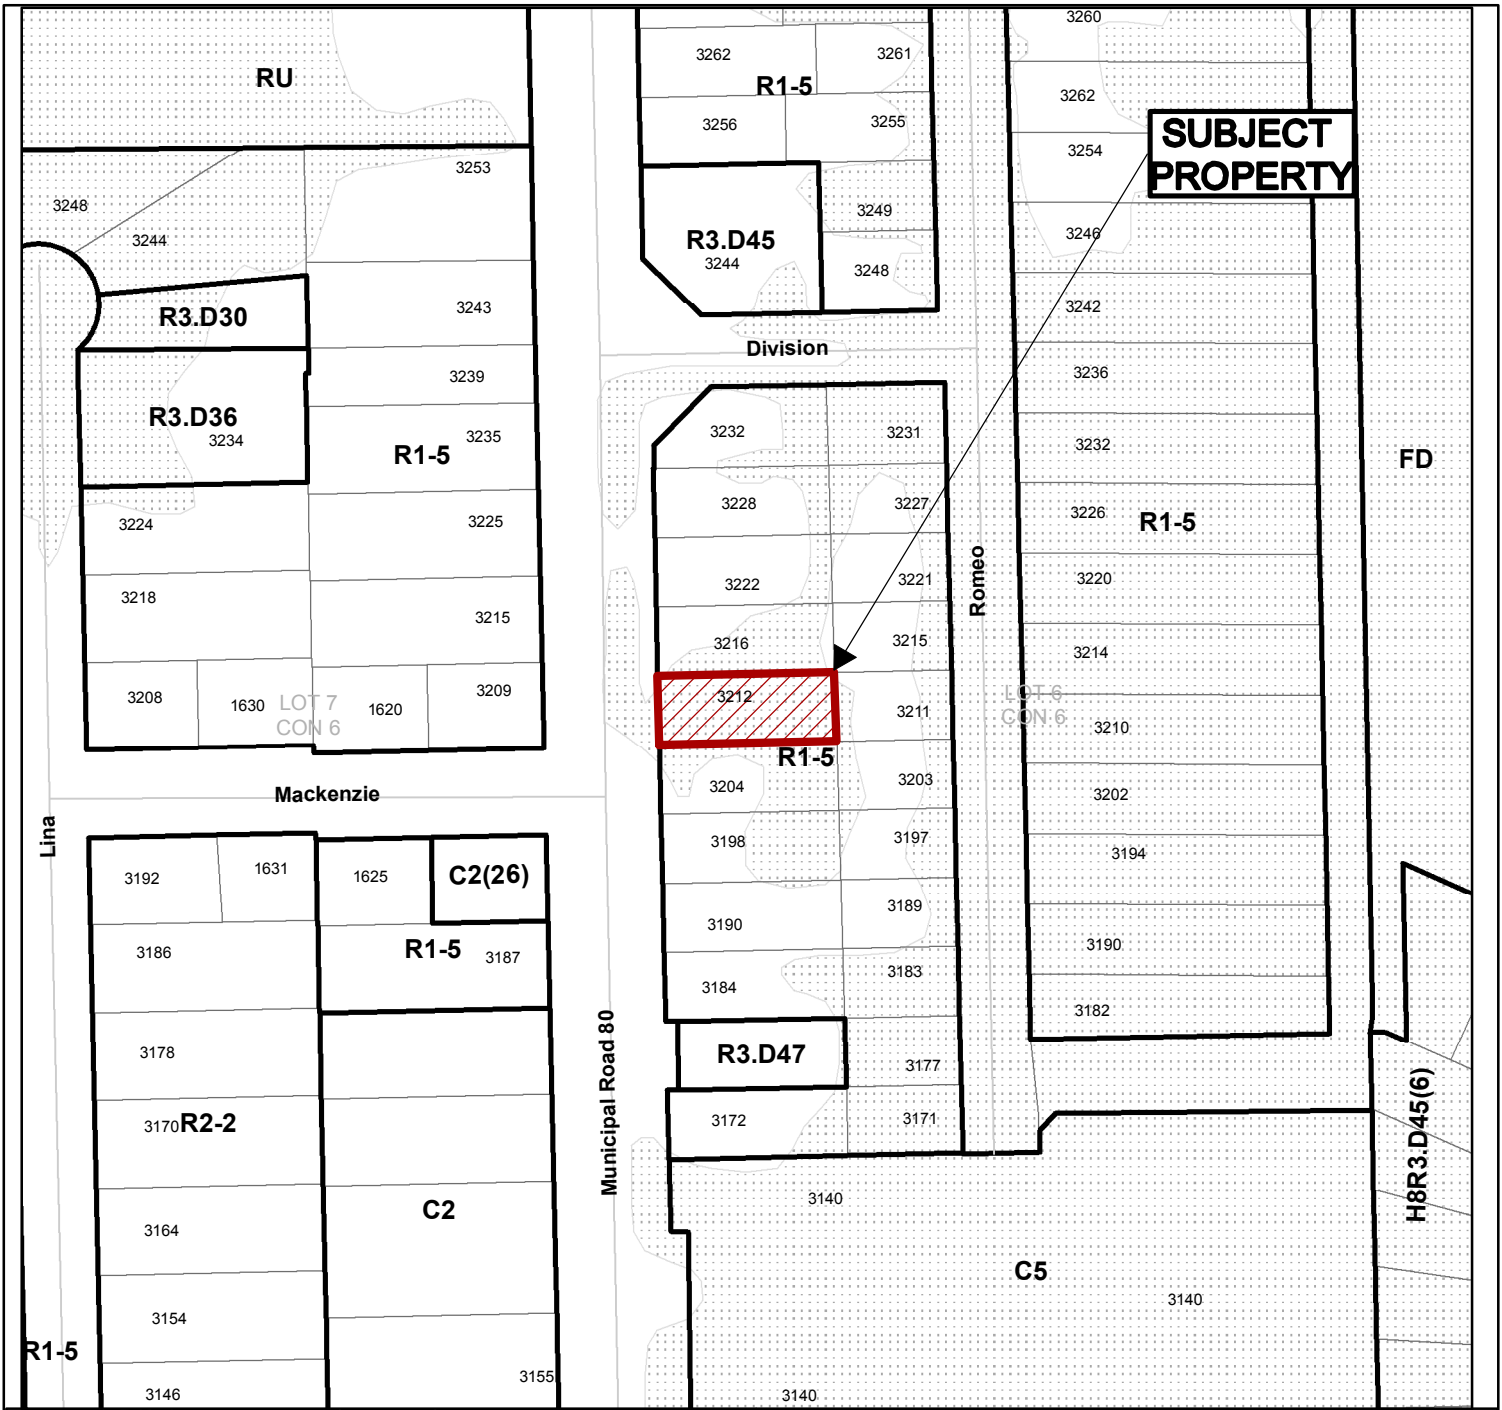 3260
3262
3261
RU
R1-5
3262
3256
3255
3254
SUBJECT
PROPERTY
3253
3248
3249
3246
3244
R3.D45
3244
3248
3243
3242
R3.D30
Division
3239
3236
R3.D36
3234
3235
3232
3231
3232
R1-5
FD
3228
3227
3226
R1-5
3224
3225
Romeo
3222
3221
3220
3218
3215
3216
3215
3214
3208
1630
LOT 7
CON 6
1620
3209
3212
3211
LOT 6
CON 6
3210
R1-5
3204
3203
3202
Mackenzie
Lina
3198
3197
3194
3192
1631
1625
C2(26)
3190
3189
3190
3186
R1-5
3187
3184
3183
3182
Municipal Road 80
3178
R3.D47
3177
3170
R2-2
3172
3171
H8R3.D45(6)
3164
C2
3140
C5
3140
3154
R1-5
3155
3146
3140